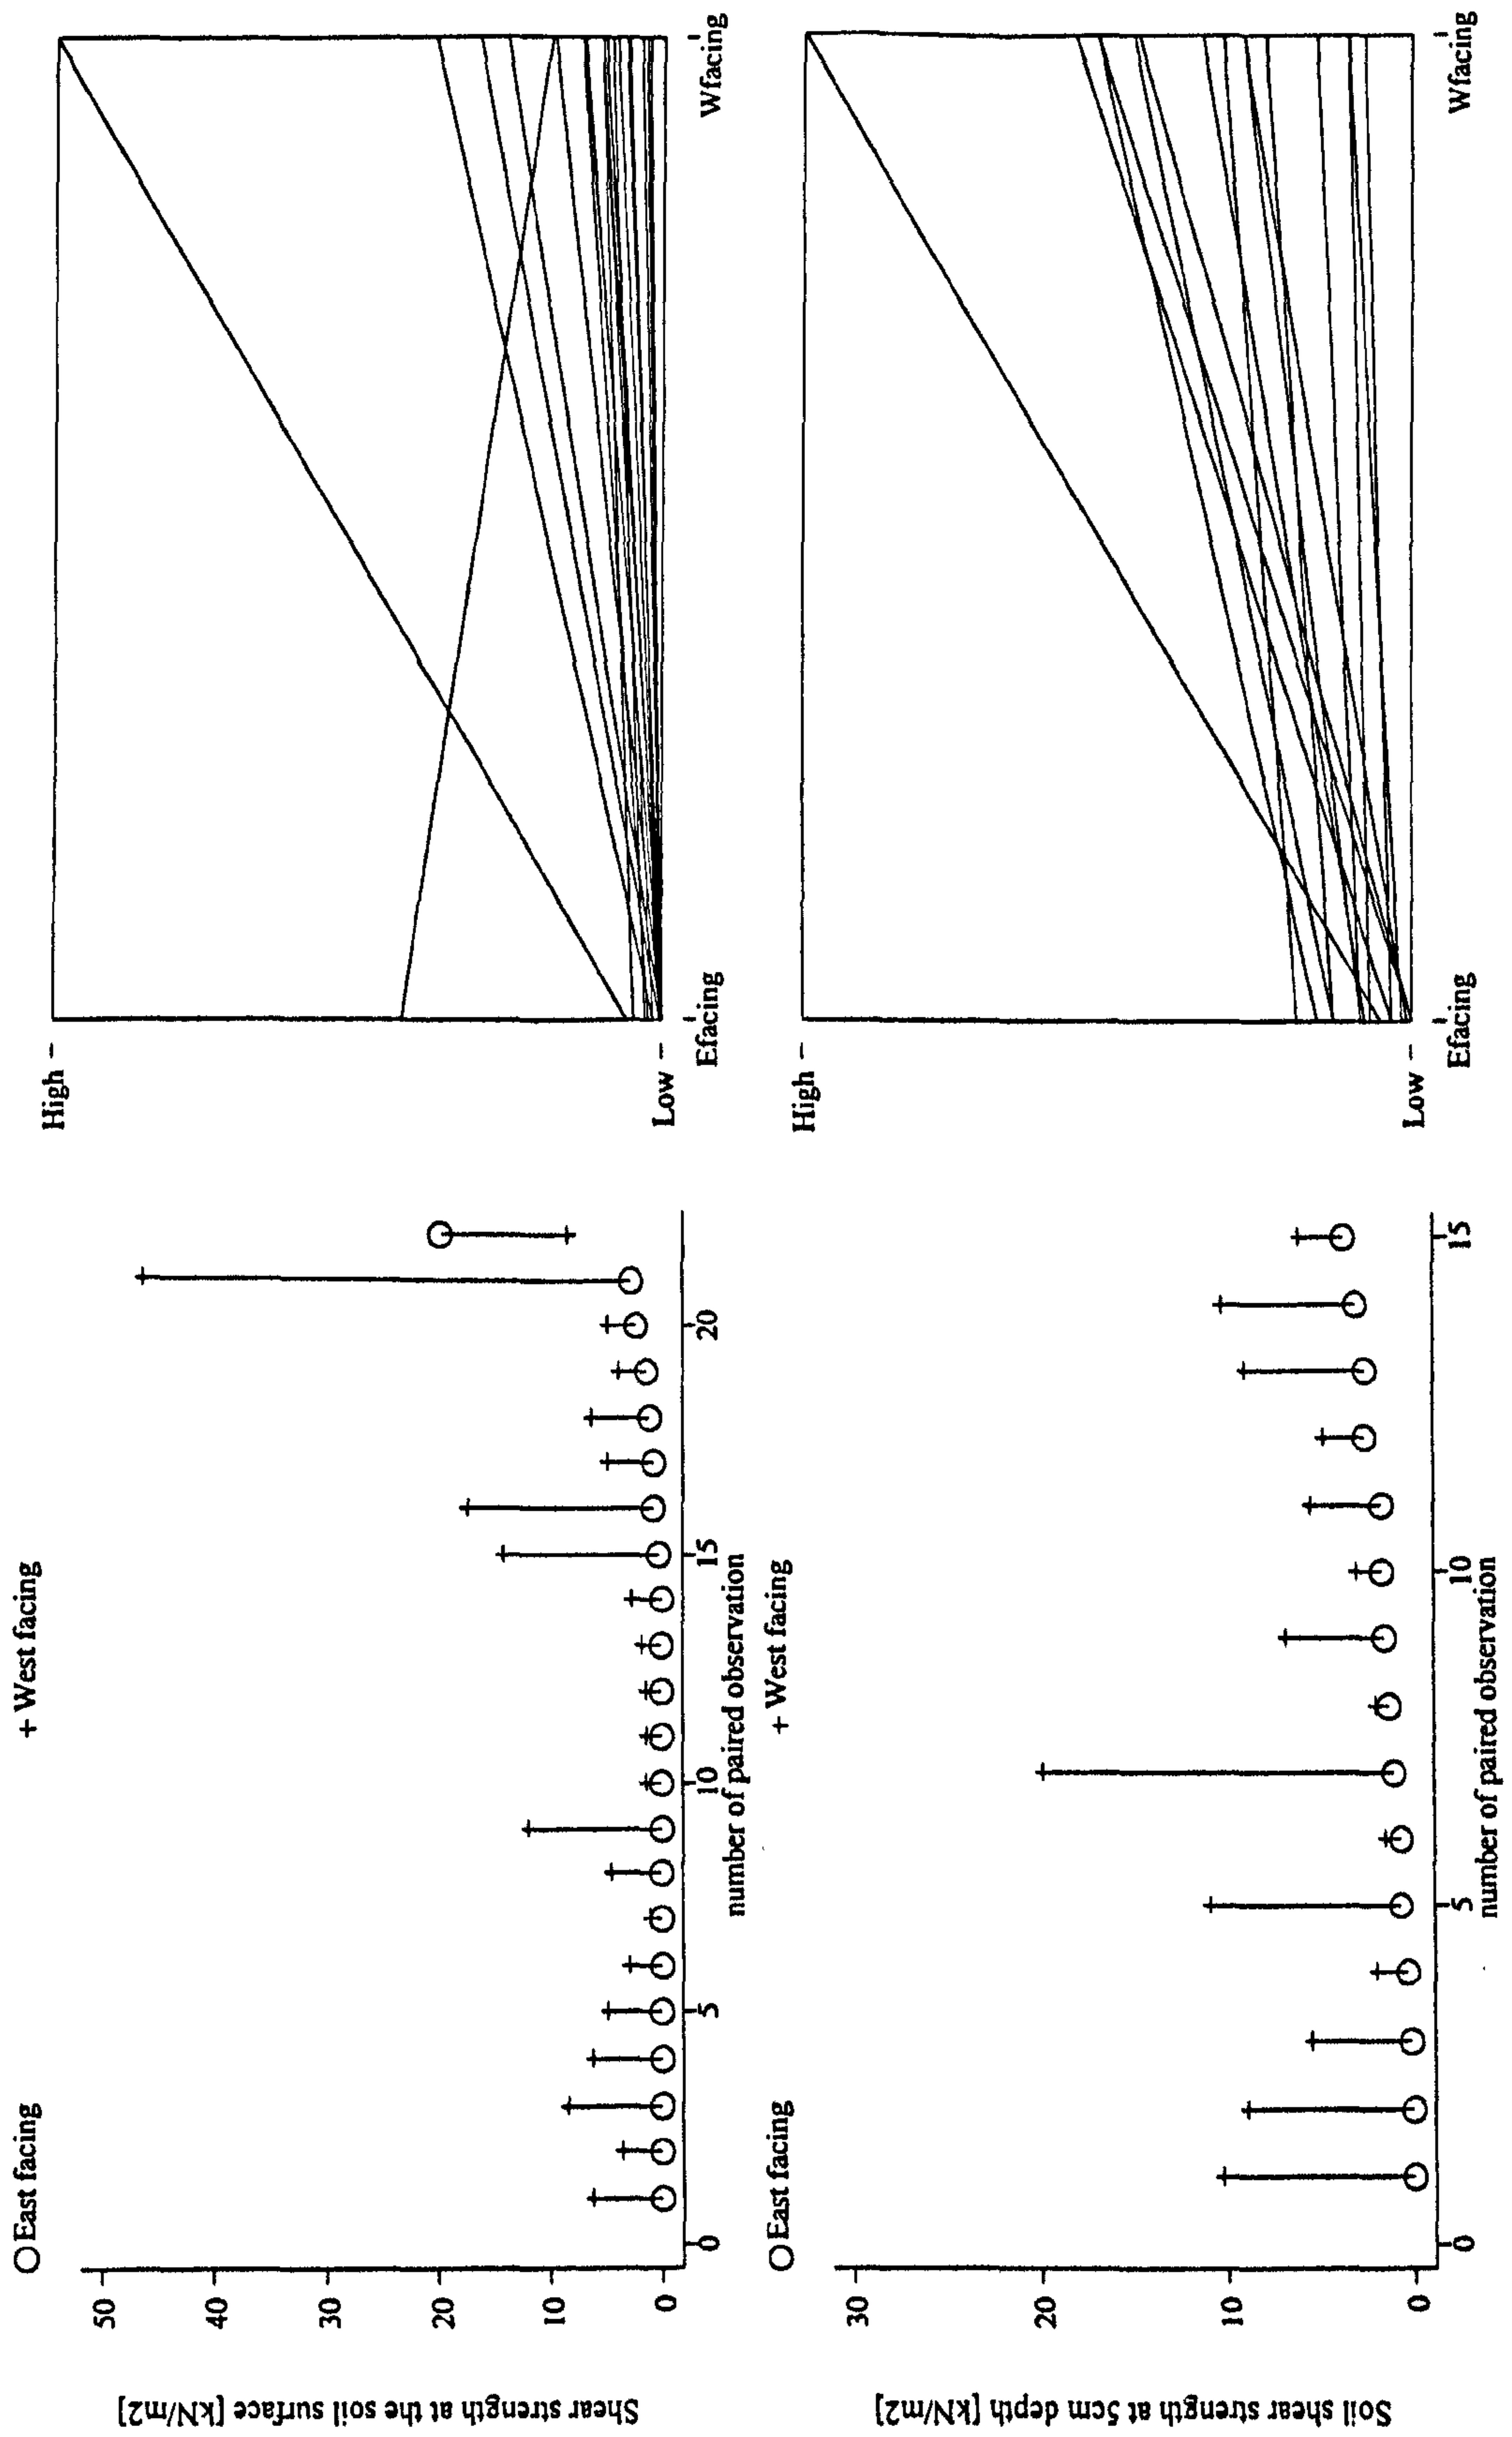 East facing
+ West facing
Shear strength at the soil surface [kN/m2]
50
40
30
20
10
0
0
5
10
15
20
number of paired observation
High
Low
Efacing
Wfacing
East facing
+ West facing
Soil shear strength at 5cm depth [kN/m2]
30
20
10
0
0
5
10
15
number of paired observation
High
Low
Efacing
Wfacing